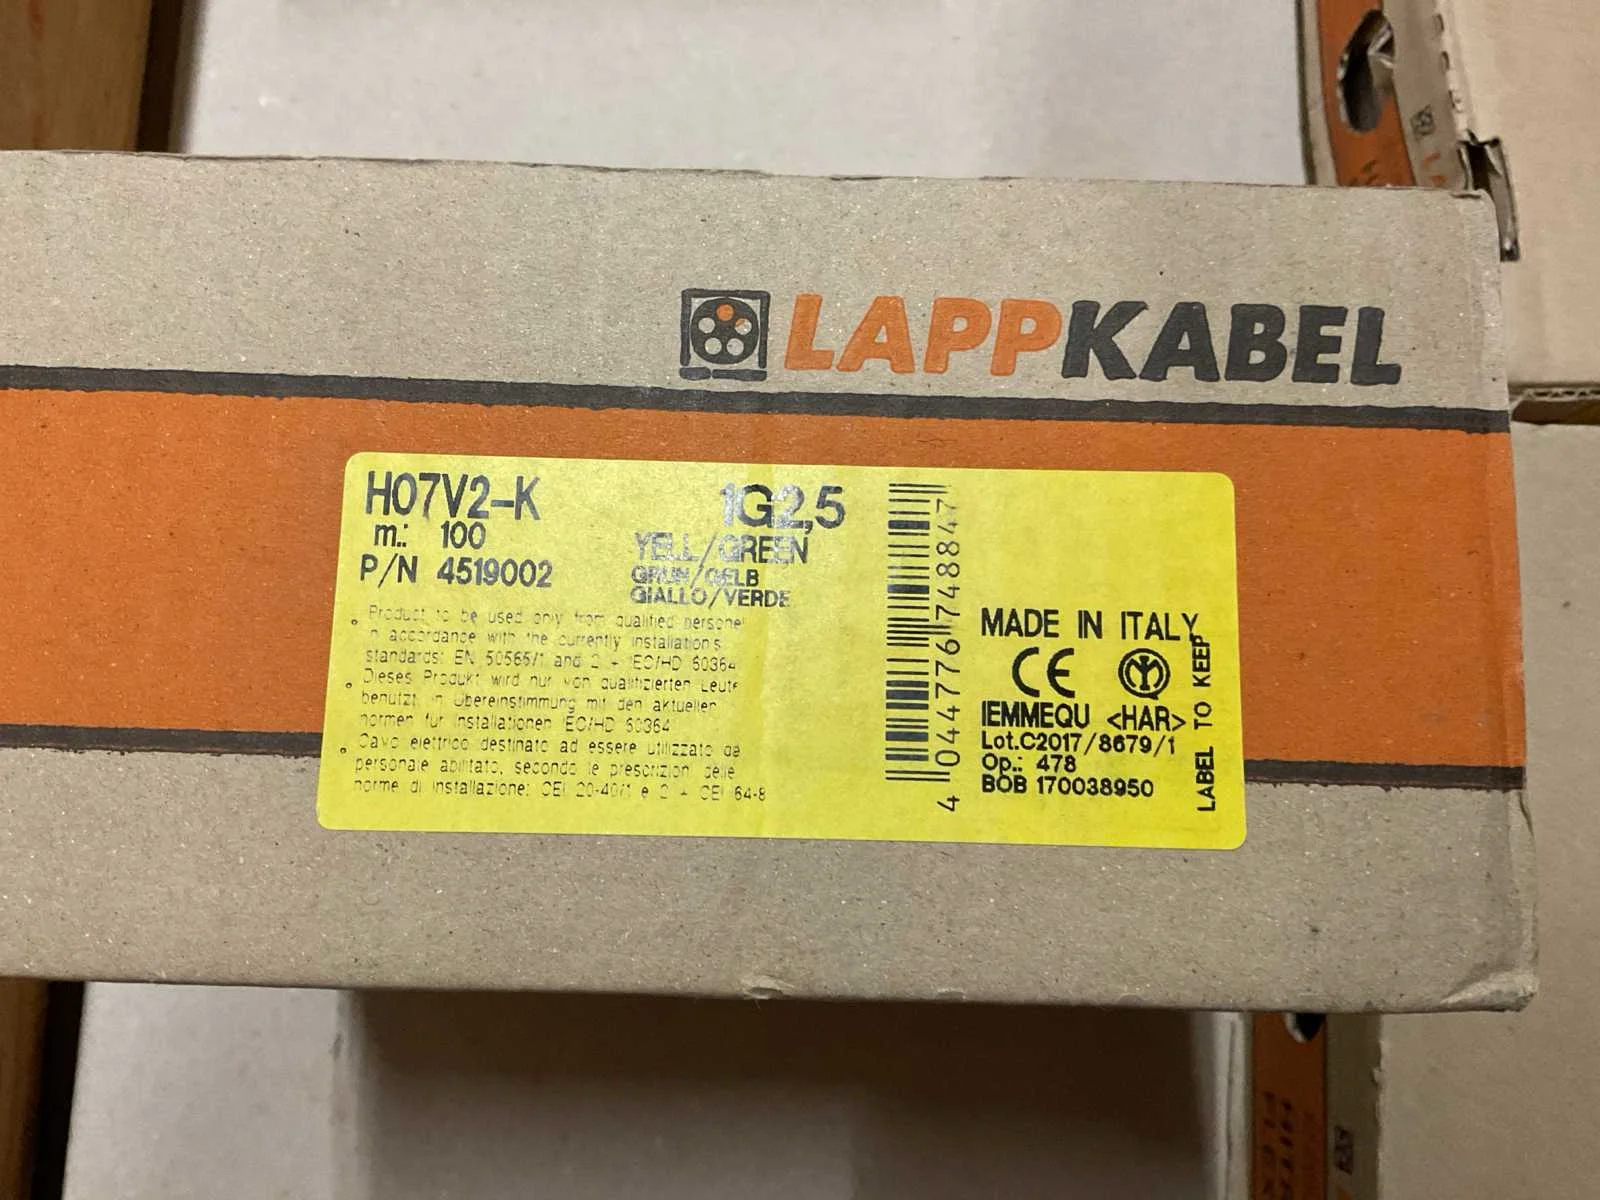 LAPPKABEL
H07V2-K 1G2,5
m.: 100 YELL/GREEN
P/N 4519002 GRUN/GELB
GIALLO/VERDE
Product to be used only from qualified personel
in accordance with the currently installation's
standards: EN 50565/1 and 2 + IEC/HD 60364
Dieses Produkt wird nur von qualifizierten Leute
benutzt in Übereinstimmung mit den aktuellen
normen fur installationen IEC/HD 60364
Cavo elettrico destinato ad essere utilizzato da
personale abilitato, secondo le prescrizioni delle
norme di installazione: CEI 20-40/1 e 2 + CEI 64-8
4 044776 748847
MADE IN ITALY
CE
IEMMEQU <HAR>
Lot.C2017/8679/1
Op.: 478
BOB 170038950
LABEL TO KEEP